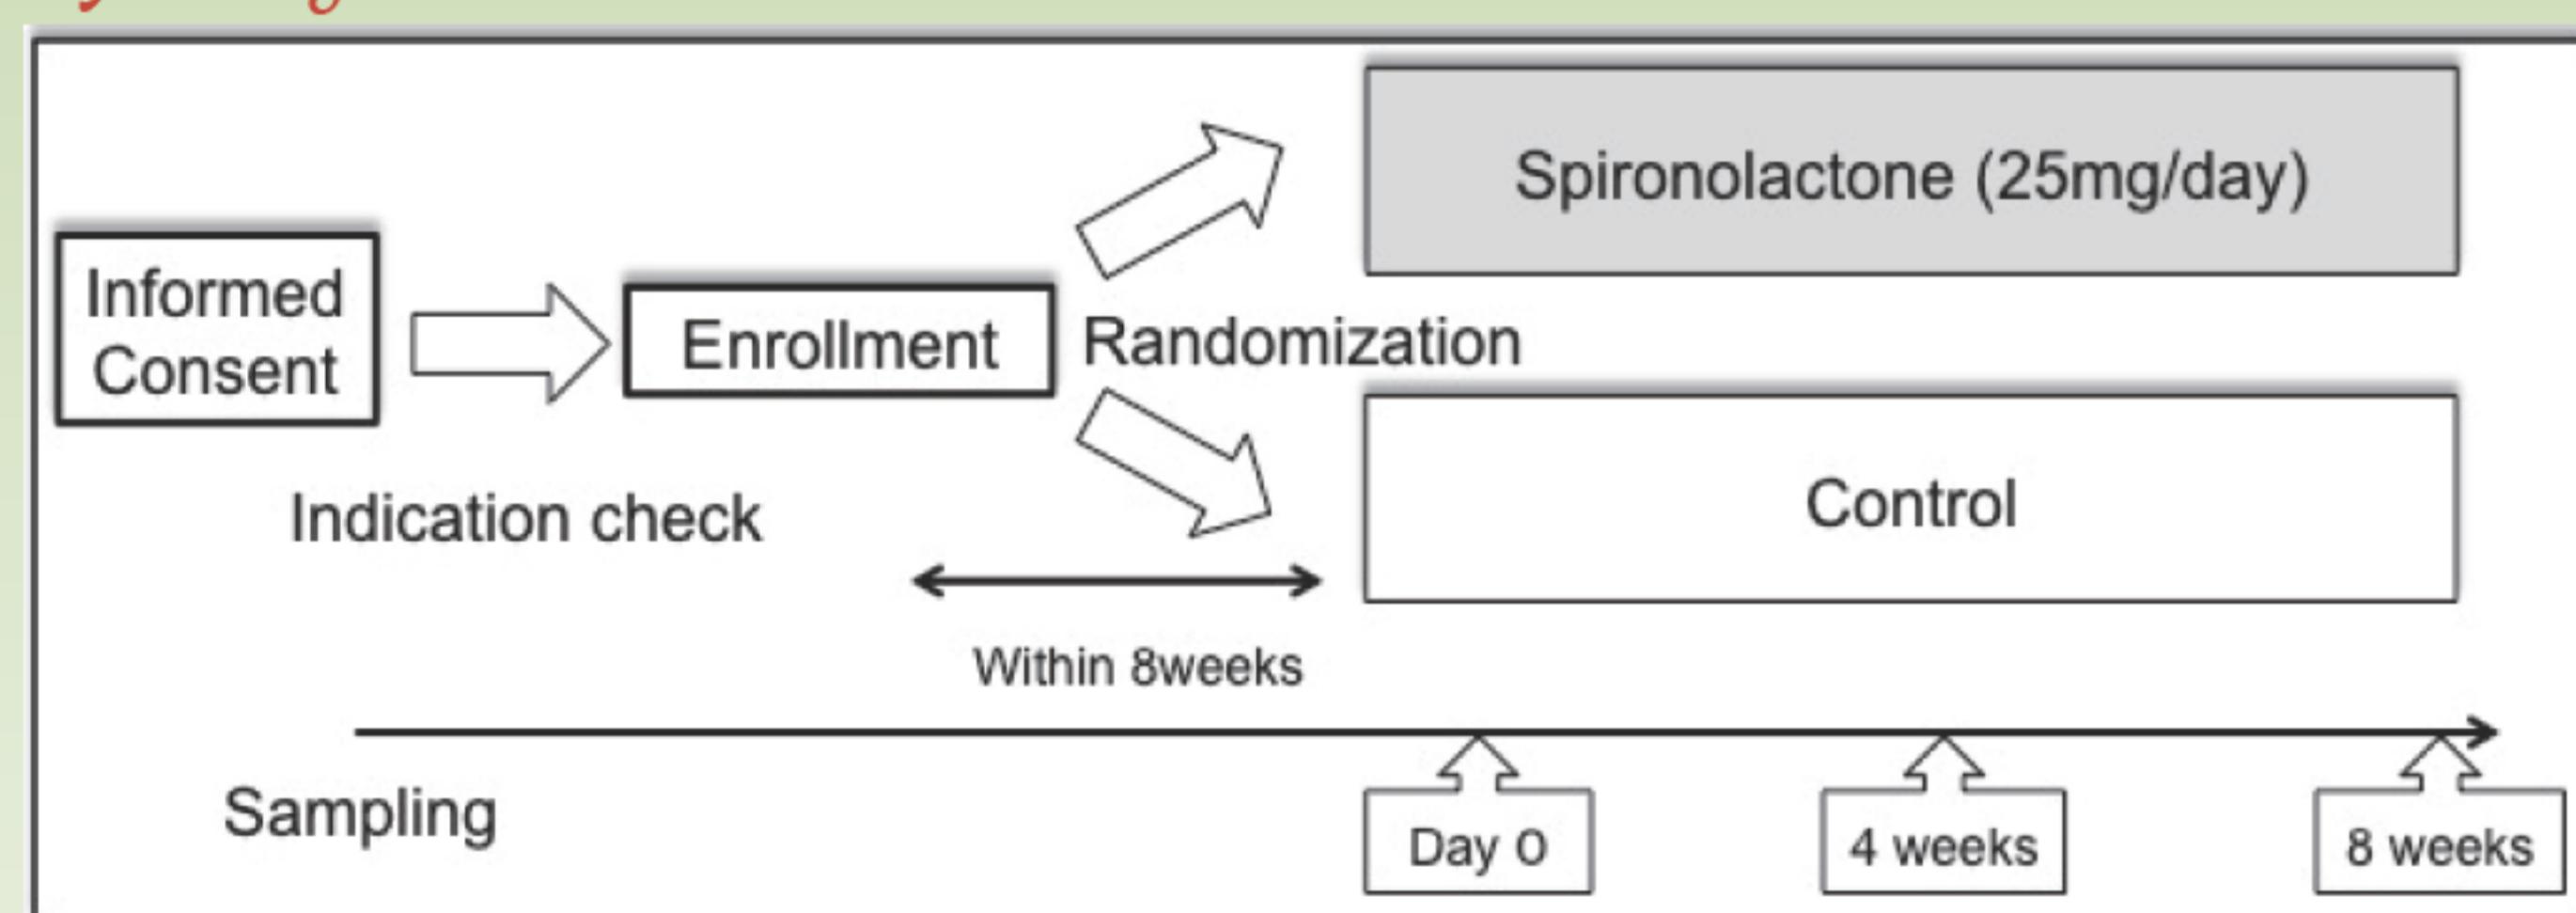 Spironolactone (25mg/day)
Informed
Consent
Enrollment
Randomization
Indication check
Control
Within 8weeks
Sampling
Day 0
4 weeks
8 weeks